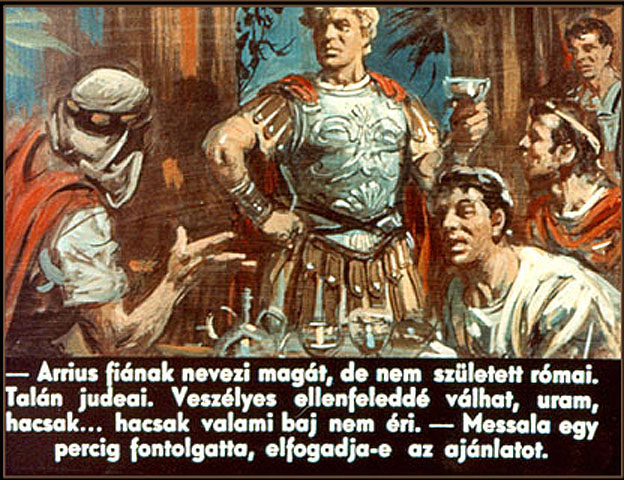 — Arrius fiának nevezi magát, de nem született római.
Talán judeai. Veszélyes ellenfeleddé válhat, uram,
hacsak... hacsak valami baj nem éri. — Messala egy
percig fontolgatta, elfogadja-e az ajánlatot.